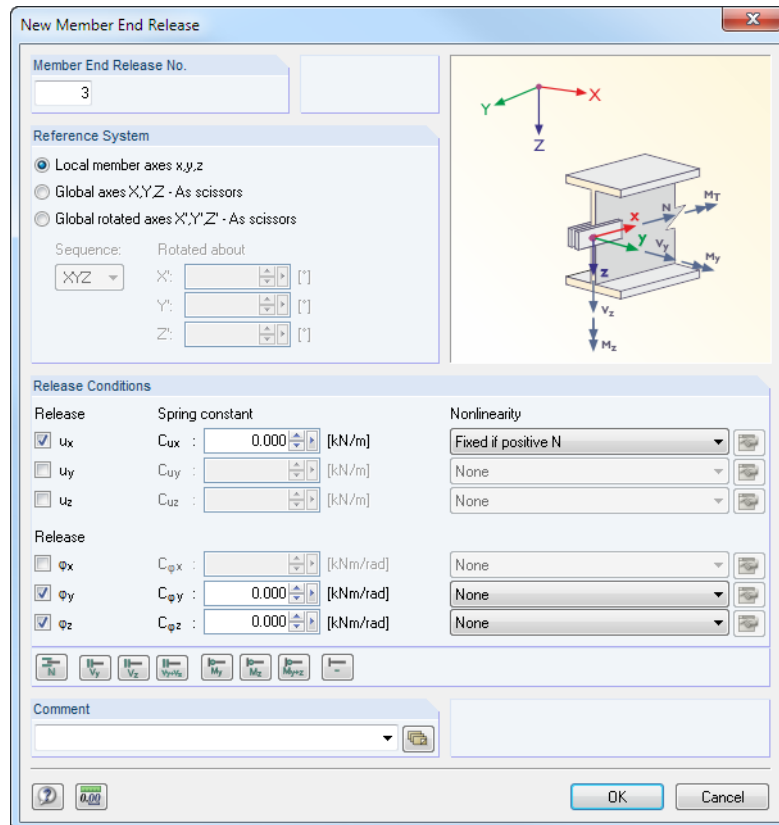 New Member End Release
Member End Release No.
3
Reference System
Local member axes x,y,z
Global axes X,Y,Z - As scissors
Global rotated axes X',Y',Z' - As scissors
Sequence: Rotated about
XYZ X': [°]
Y': [°]
Z': [°]
X
Y
Z
MT
N
x
y
Vy
My
z
Vz
Mz
Release Conditions
Release Spring constant Nonlinearity
ux Cux : 0.000 [kN/m] Fixed if positive N
uy Cuy : [kN/m] None
uz Cuz : [kN/m] None
Release
φx Cφx : [kNm/rad] None
φy Cφy : 0.000 [kNm/rad] None
φz Cφz : 0.000 [kNm/rad] None
N Vy Vz Vy+Vz My Mz My+z -
Comment
? 0.00 OK Cancel